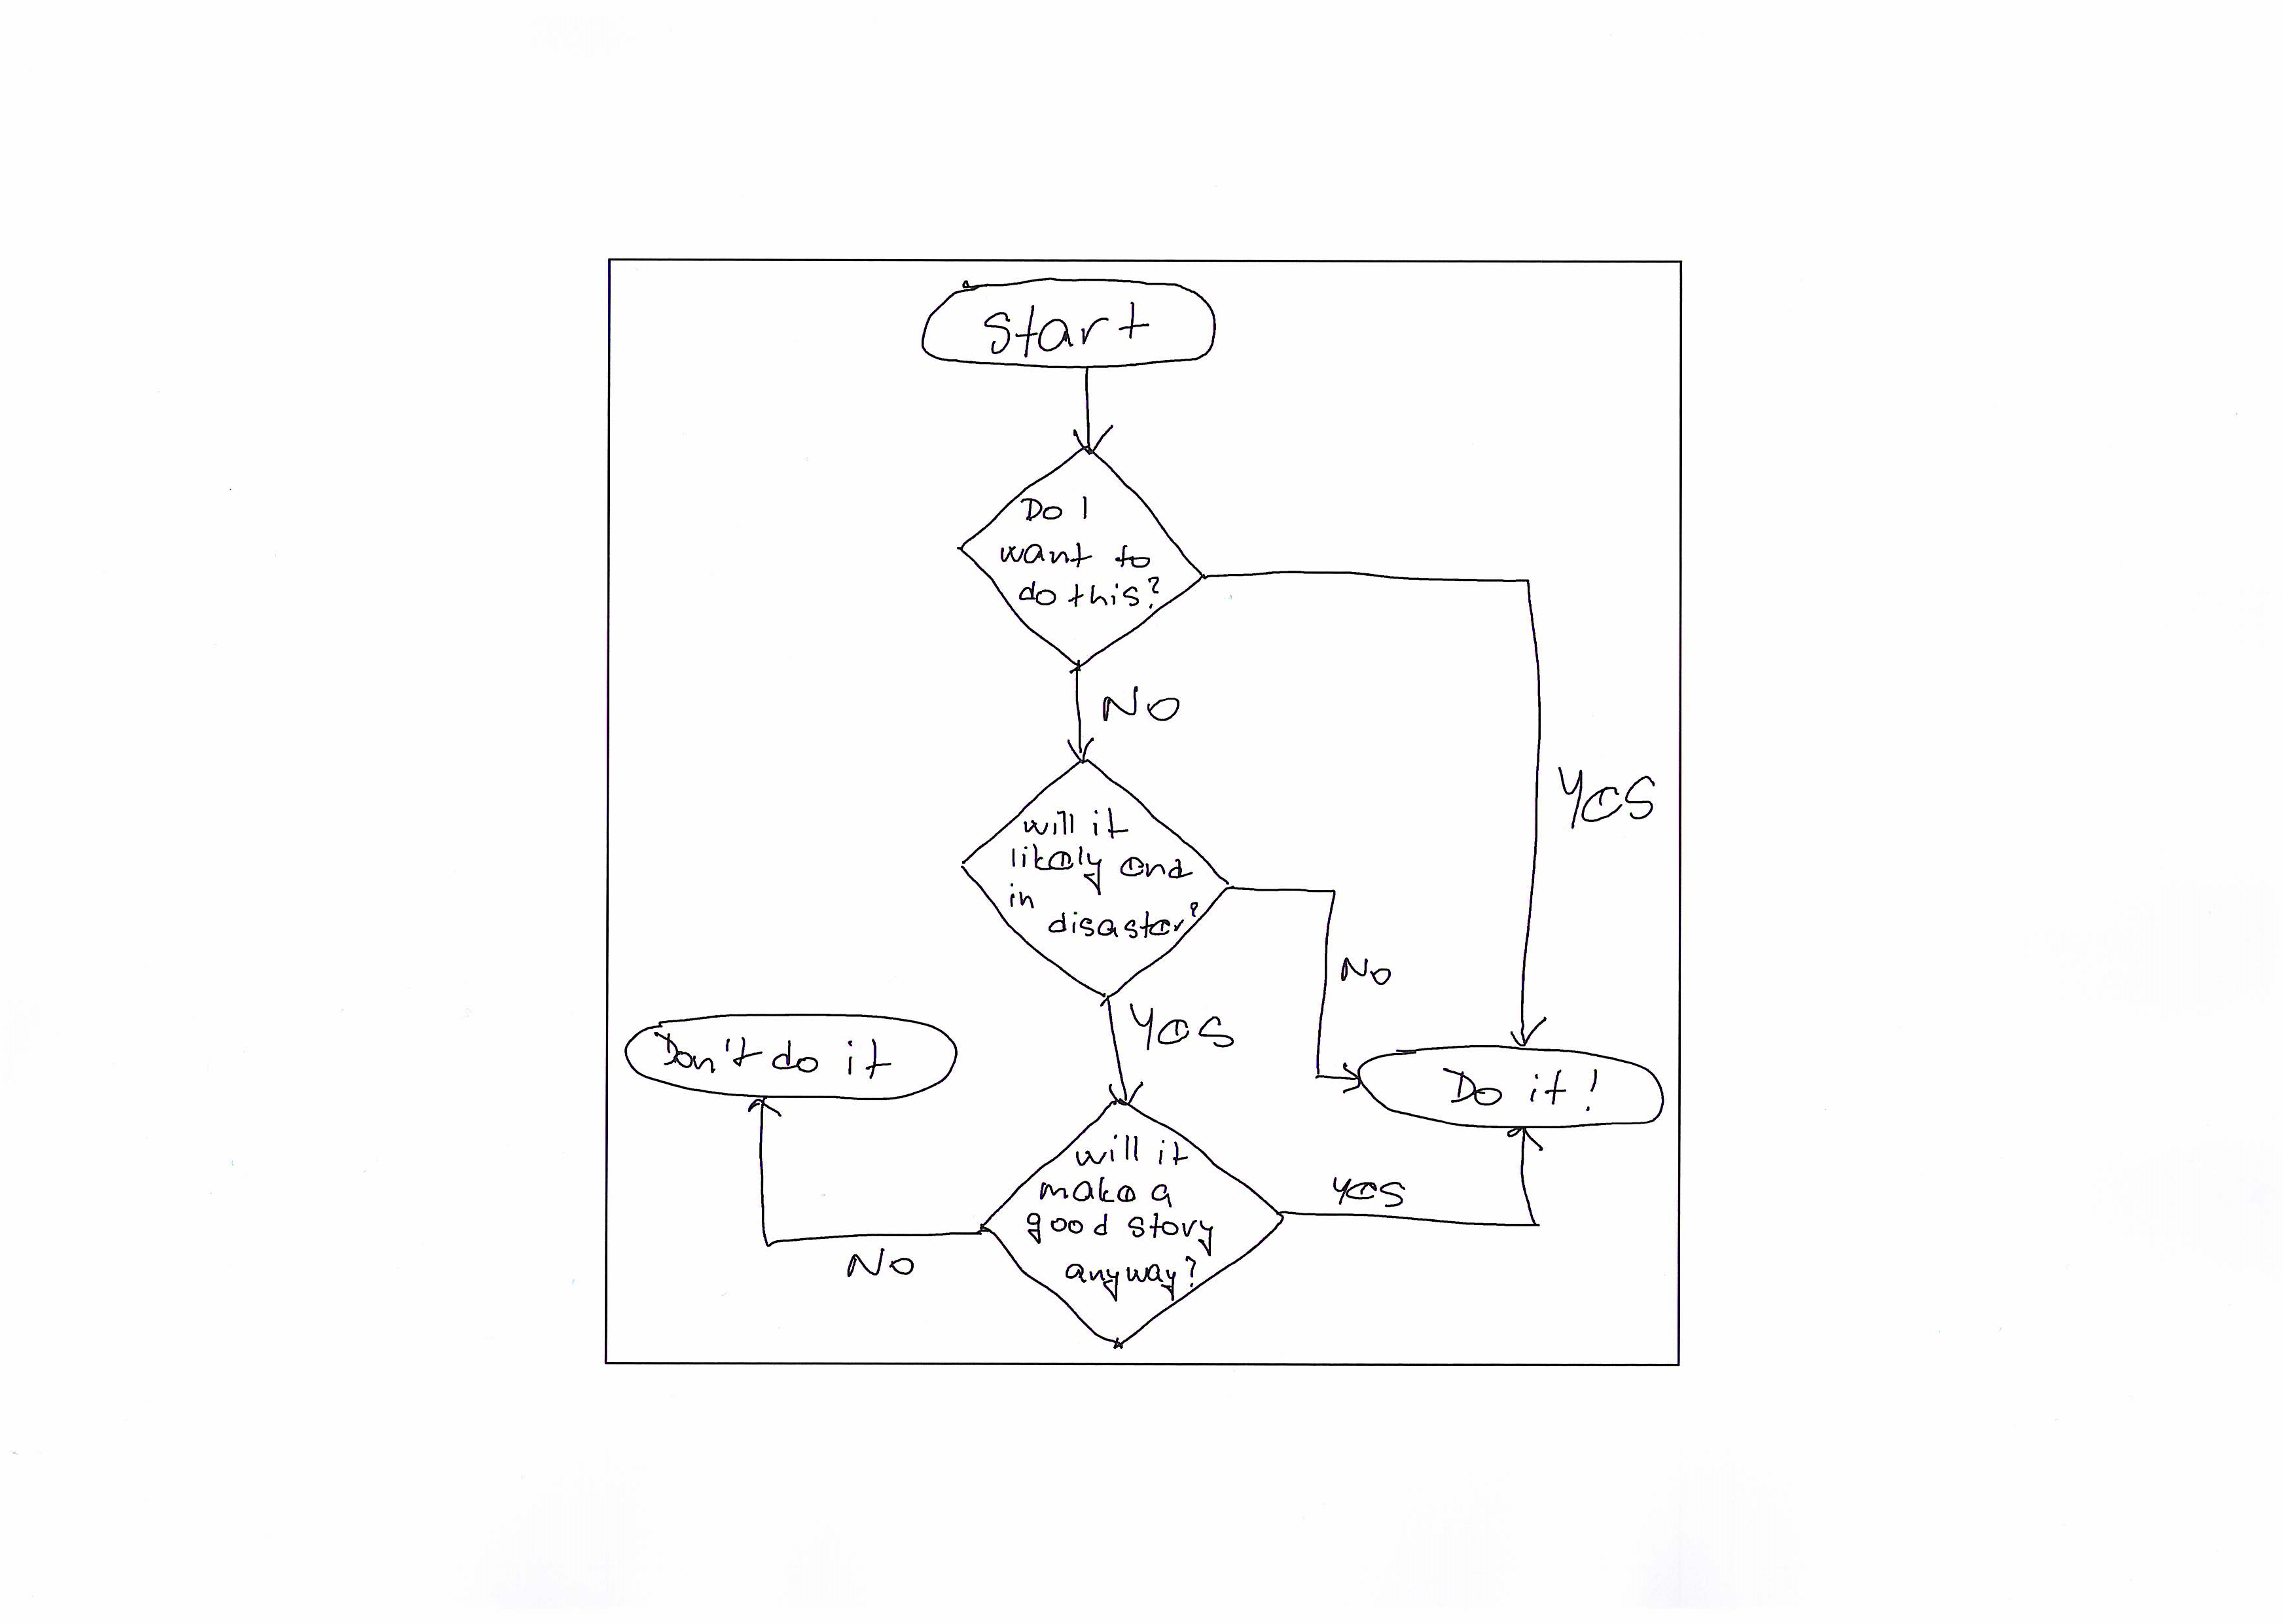 Start
Do I
want to
do this?
NO
YES
will it
likely end
in
disaster?
No
YES
Don't do it
Do it!
will it
make a
good story
anyway?
YES
No